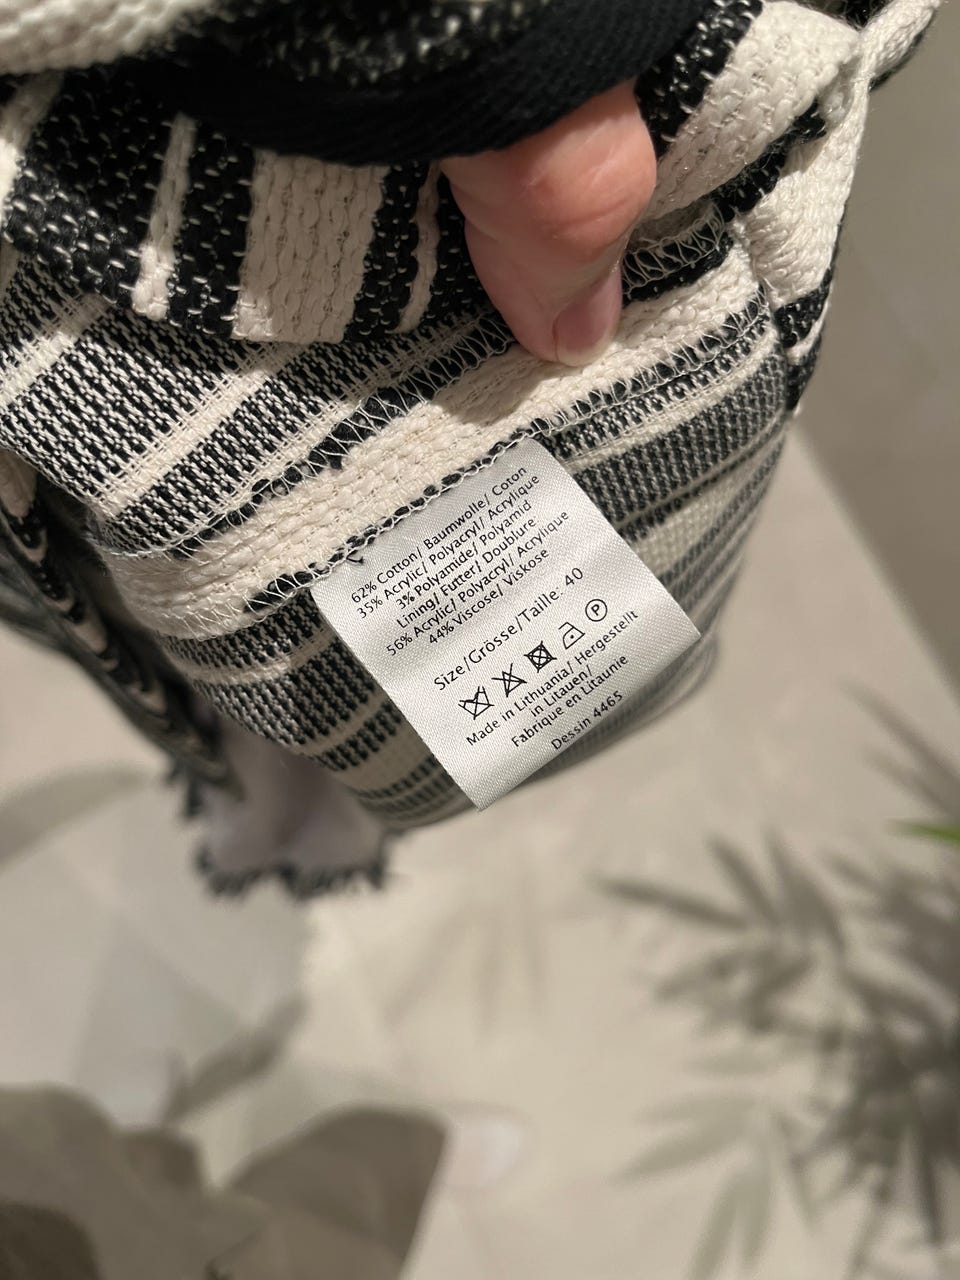 62% Cotton/ Baumwolle/ Coton
35% Acrylic/ Polyacryl/ Acrylique
3% Polyamide/ Polyamid
Lining/ Futter/ Doublure
56% Acrylic/ Polyacryl/ Acrylique
44% Viscose/ Viskose
Size/Grösse/Taille: 40
P
Made in Lithuania/ Hergestellt
in Litauen/
Fabrique en Litaunie
Dessin 4465